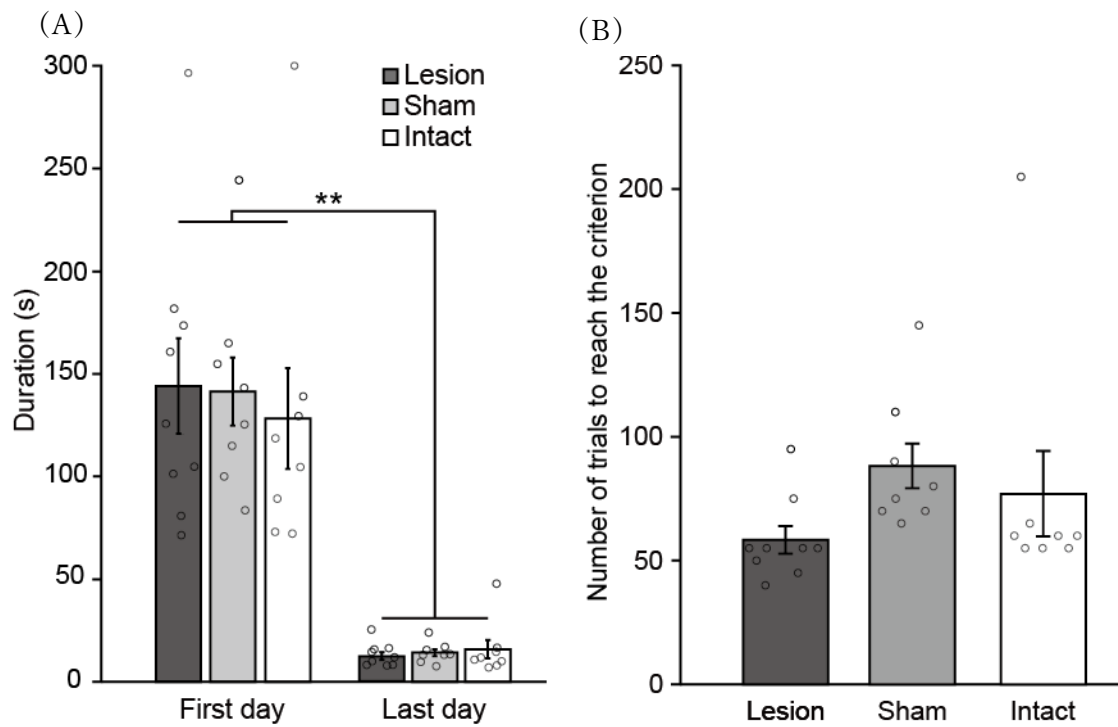 (A)
300
250
200
150
100
50
0
Duration (s)
Lesion
Sham
Intact
**
First day
Last day
(B)
250
200
150
100
50
0
Number of trials to reach the criterion
Lesion
Sham
Intact